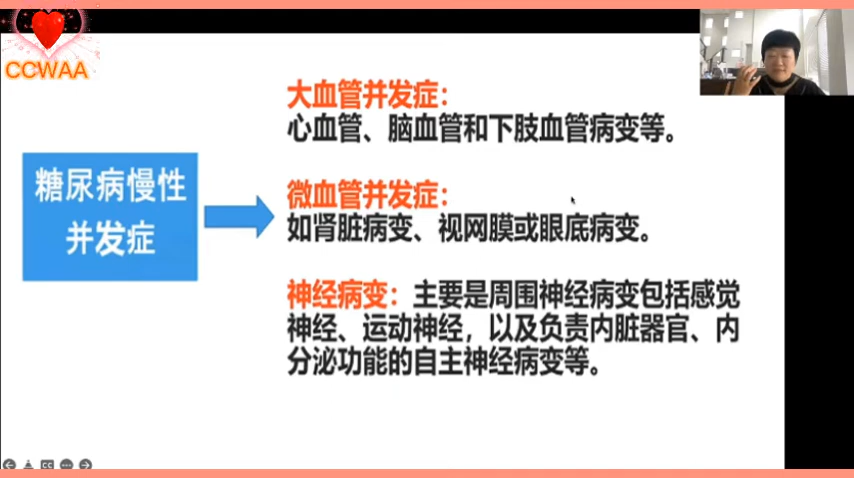 CCWAA
糖尿病慢性
并发症
大血管并发症：
心血管、脑血管和下肢血管病变等。
微血管并发症：
如肾脏病变、视网膜或眼底病变。
神经病变：主要是周围神经病变包括感觉
神经、运动神经，以及负责内脏器官、内
分泌功能的自主神经病变等。